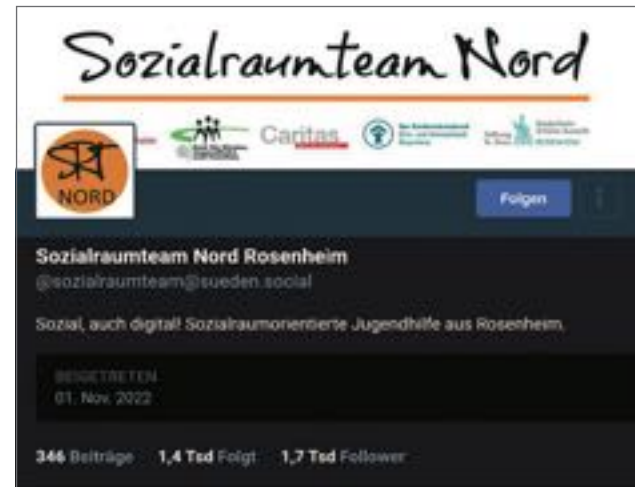 Sozialraumteam Nord
Caritas
SRT
NORD
Folgen
Sozialraumteam Nord Rosenheim
@sozialraumteam@sueden.social
Sozial, auch digital! Sozialraumorientierte Jugendhilfe aus Rosenheim.
BEIGETRETEN
01. Nov. 2022
346 Beiträge 1,4 Tsd Folgt 1,7 Tsd Follower